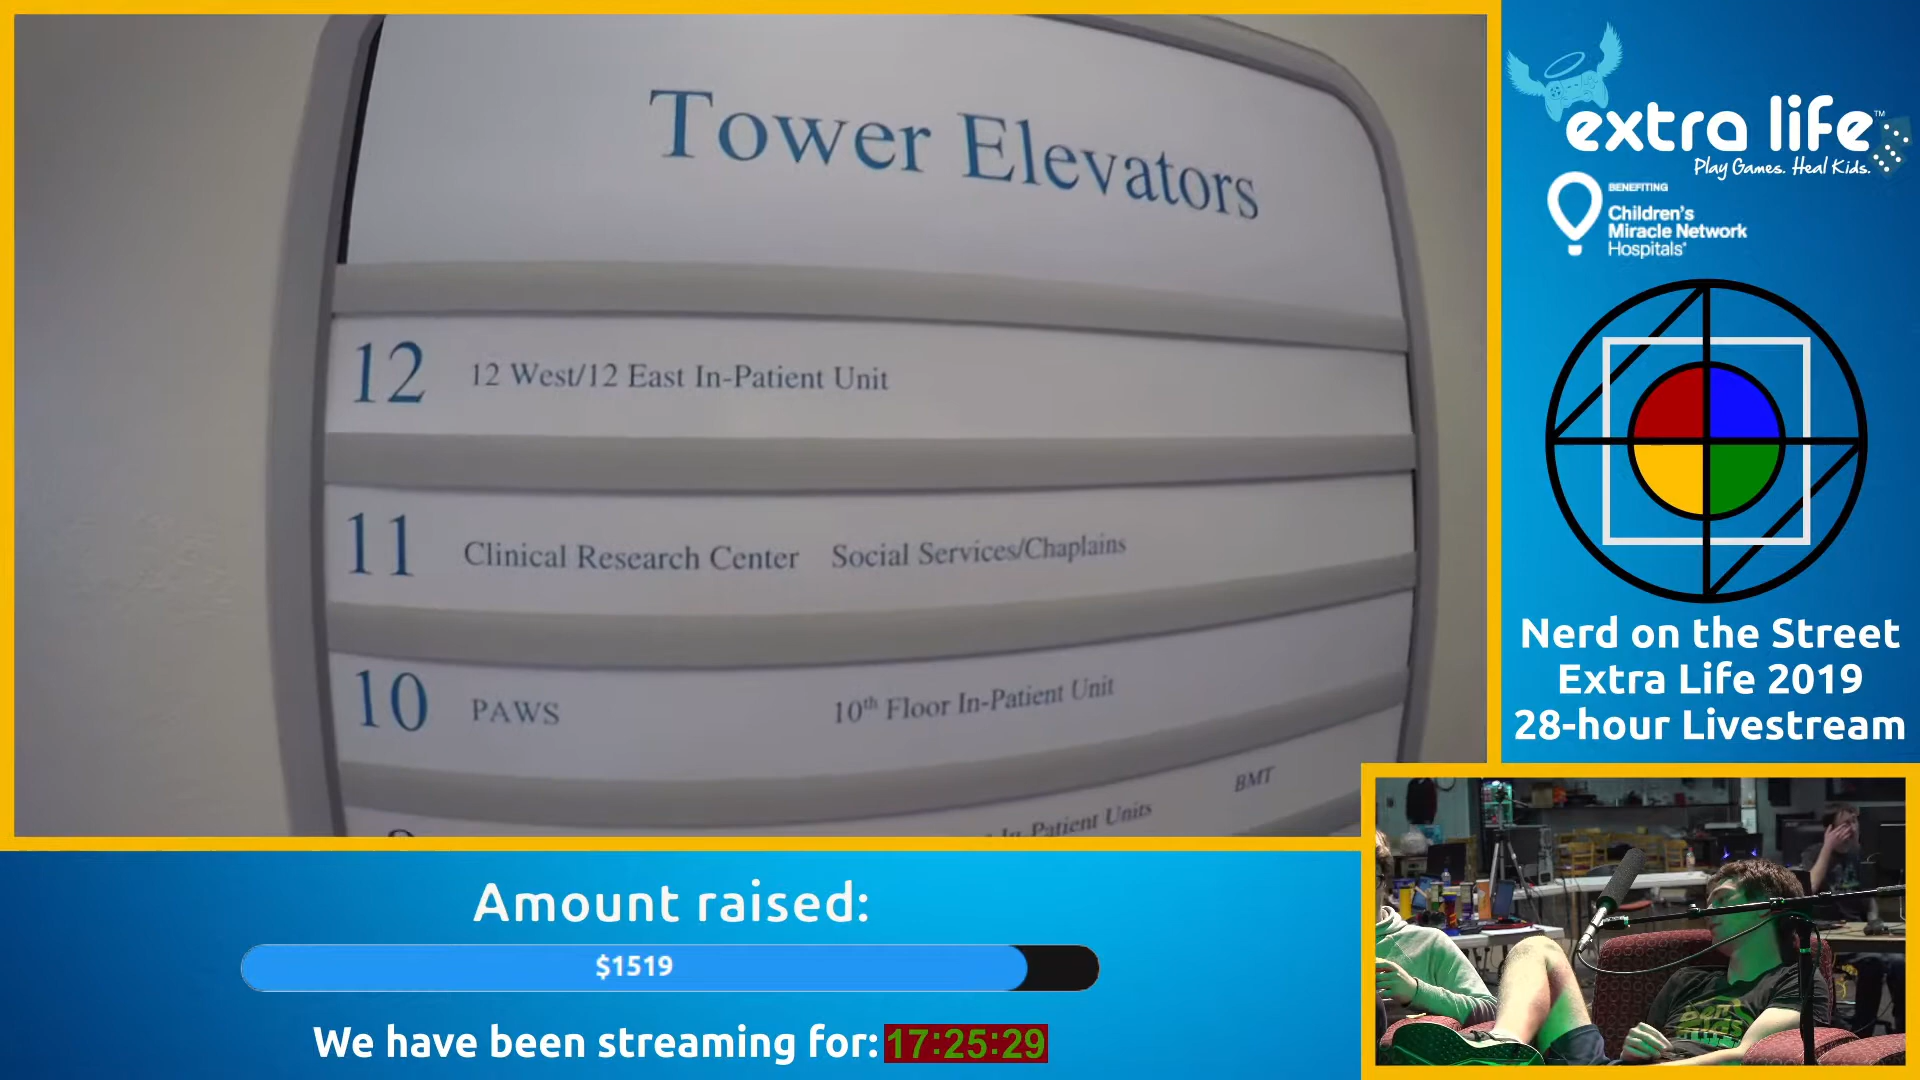 Tower Elevators
12 12 West/12 East In-Patient Unit
11 Clinical Research Center Social Services/Chaplains
10 PAWS 10th Floor In-Patient Unit
In-Patient Units BMT
extra life™
Play Games. Heal Kids.
BENEFITING
Children's
Miracle Network
Hospitals®
Nerd on the Street
Extra Life 2019
28-hour Livestream
Amount raised:
$1519
We have been streaming for: 17:25:29